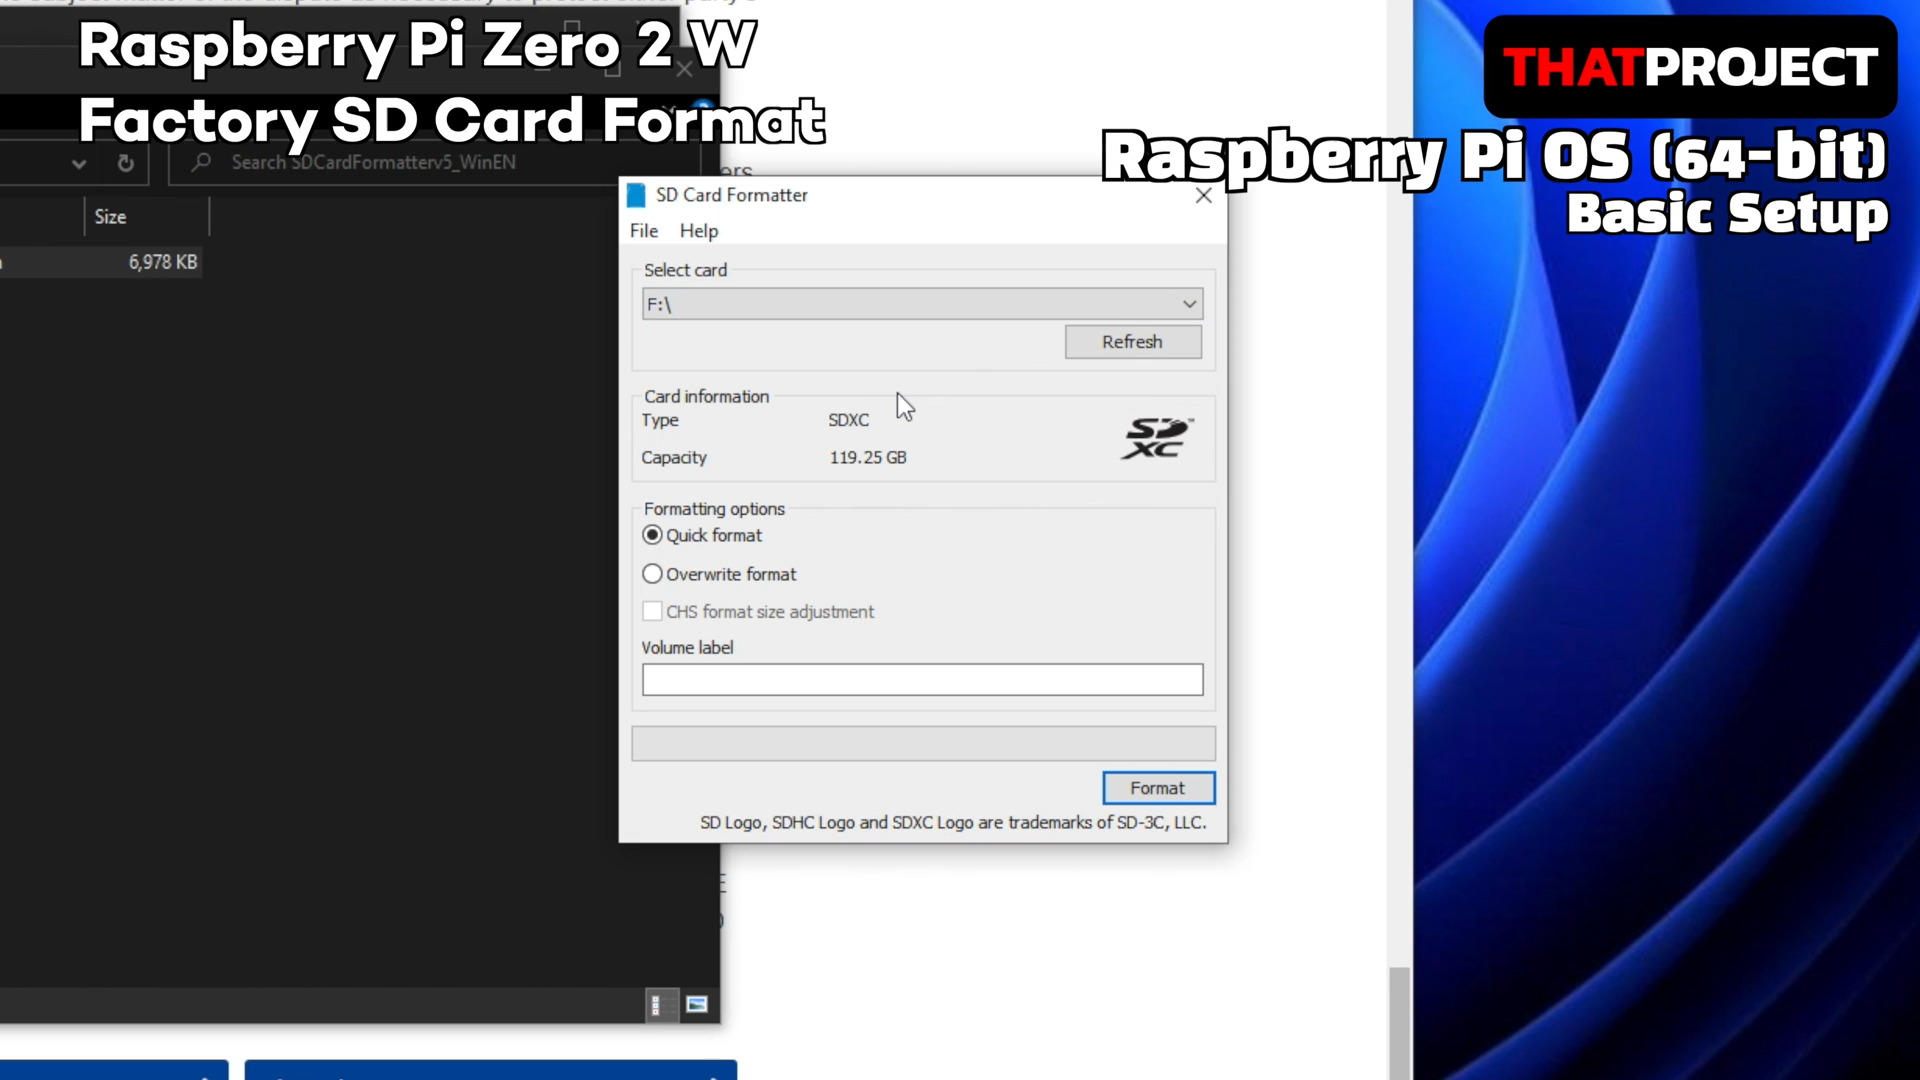 Raspberry Pi Zero 2 W
Factory SD Card Format
THATPROJECT
Raspberry Pi OS (64-bit)
Basic Setup
Search SDCardFormatterv5_WinEN
Size
6,978 KB
SD Card Formatter
File Help
Select card
F:\
Refresh
Card information
Type SDXC
Capacity 119.25 GB
SD XC ™
Formatting options
Quick format
Overwrite format
CHS format size adjustment
Volume label
Format
SD Logo, SDHC Logo and SDXC Logo are trademarks of SD-3C, LLC.